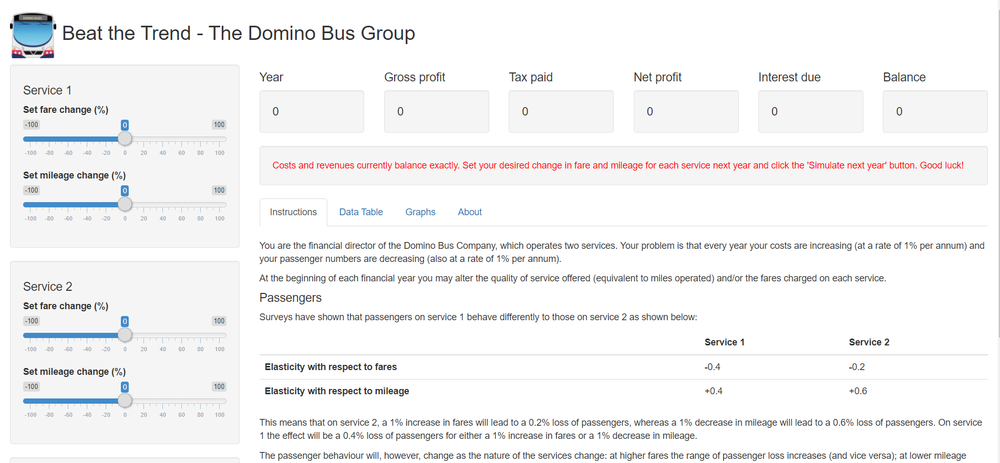 DOMINO BUSES
Beat the Trend - The Domino Bus Group
Service 1
Set fare change (%)
-100 0 100
-100 -80 -60 -40 -20 0 20 40 60 80 100
Set mileage change (%)
-100 0 100
-100 -80 -60 -40 -20 0 20 40 60 80 100
Service 2
Set fare change (%)
-100 0 100
-100 -80 -60 -40 -20 0 20 40 60 80 100
Set mileage change (%)
-100 0 100
-100 -80 -60 -40 -20 0 20 40 60 80 100
Year Gross profit Tax paid Net profit Interest due Balance
0 0 0 0 0 0
Costs and revenues currently balance exactly. Set your desired change in fare and mileage for each service next year and click the 'Simulate next year' button. Good luck!
Instructions Data Table Graphs About
You are the financial director of the Domino Bus Company, which operates two services. Your problem is that every year your costs are increasing (at a rate of 1% per annum) and
your passenger numbers are decreasing (also at a rate of 1% per annum).
At the beginning of each financial year you may alter the quality of service offered (equivalent to miles operated) and/or the fares charged on each service.
Passengers
Surveys have shown that passengers on service 1 behave differently to those on service 2 as shown below:
Service 1 Service 2
Elasticity with respect to fares -0.4 -0.2
Elasticity with respect to mileage +0.4 +0.6
This means that on service 2, a 1% increase in fares will lead to a 0.2% loss of passengers, whereas a 1% decrease in mileage will lead to a 0.6% loss of passengers. On service
1 the effect will be a 0.4% loss of passengers for either a 1% increase in fares or a 1% decrease in mileage.
The passenger behaviour will, however, change as the nature of the services change: at higher fares the range of passenger loss increases (and vice versa); at lower mileage